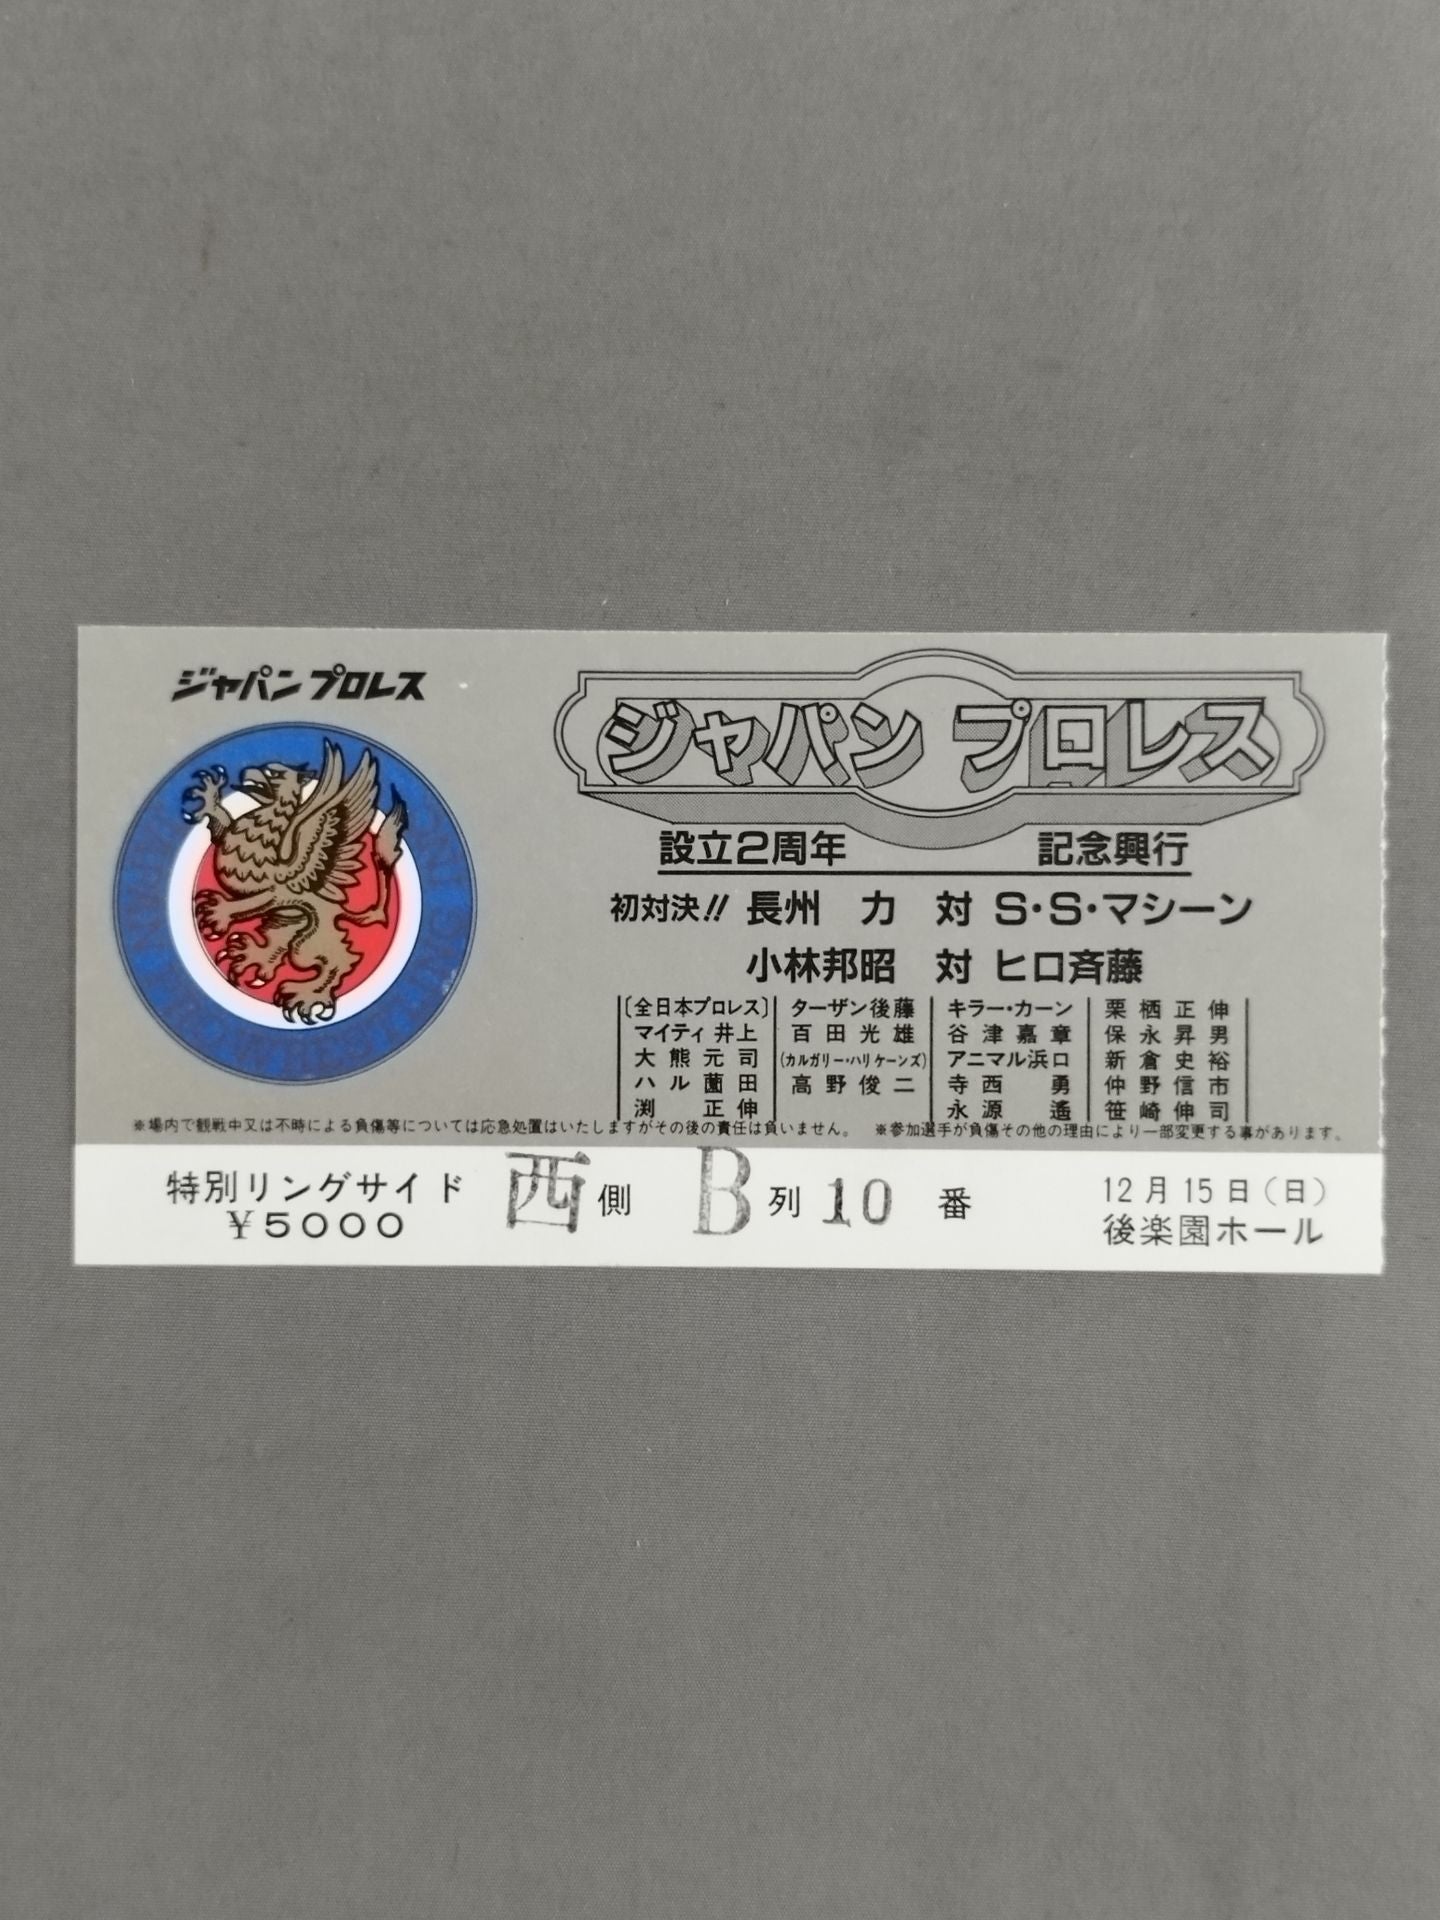 ジャパンプロレス
ジャパンプロレス
設立2周年 記念興行
初対決!! 長州 力 対 S・S・マシーン
小林邦昭 対 ヒロ斉藤
〔全日本プロレス〕
マイティ井上
大熊元司
ハル薗田
渕 正伸
ターザン後藤
百田光雄
(カルガリー・ハリケーンズ)
高野俊二
キラー・カーン
谷津嘉章
アニマル浜口
寺西 勇
永源 遙
栗栖正伸
保永昇男
新倉史裕
仲野信市
笹崎伸司
※場内で観戦中又は不時による負傷等については応急処置はいたしますがその後の責任は負いません。 ※参加選手が負傷その他の理由により一部変更する事があります。
特別リングサイド
¥5000
西側 B列 10番
12月15日(日)
後楽園ホール